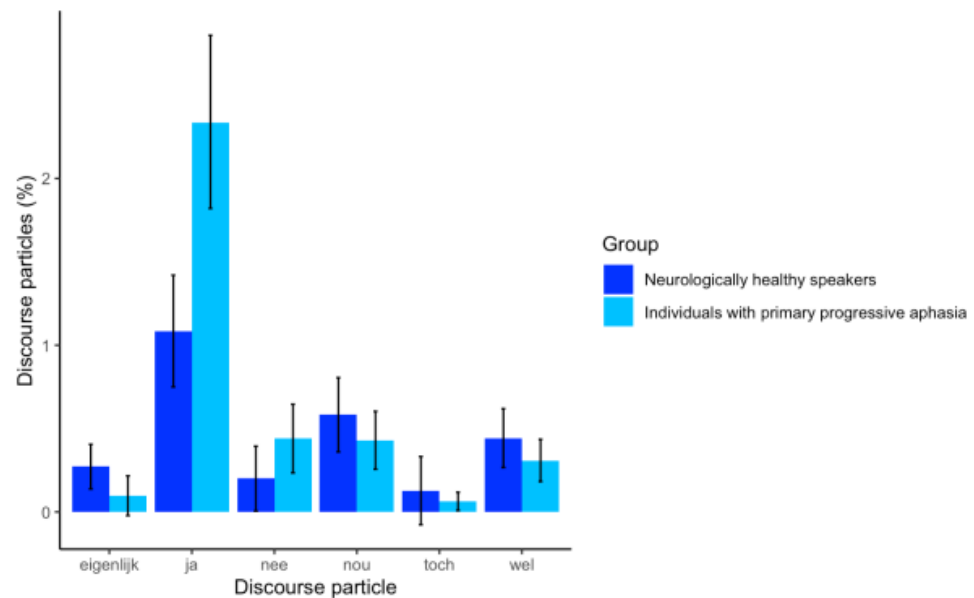 Discourse particles (%)
2
1
0
eigenlijk
ja
nee
nou
toch
wel
Discourse particle
Group
Neurologically healthy speakers
Individuals with primary progressive aphasia